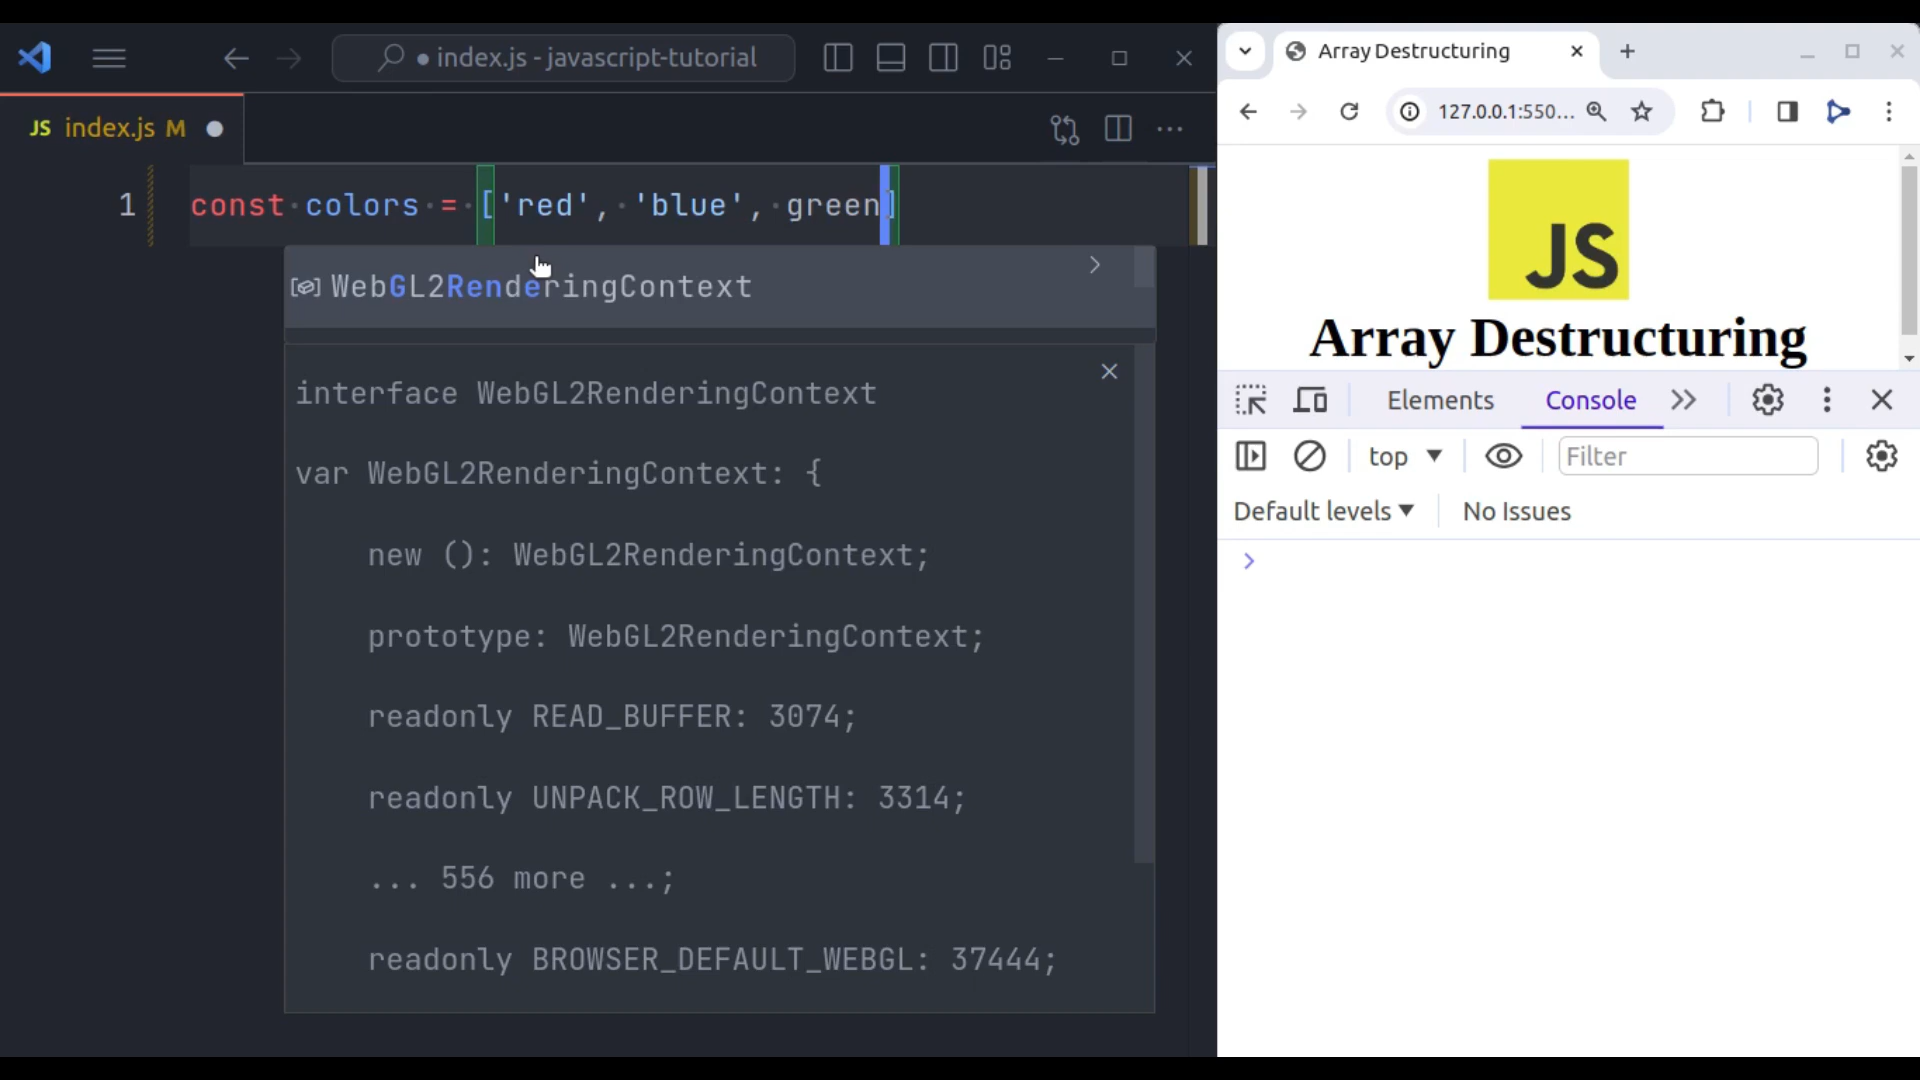 index.js - javascript-tutorial
JS index.js M
1 const colors = ['red', 'blue', green]
WebGL2RenderingContext
interface WebGL2RenderingContext
var WebGL2RenderingContext: {
new (): WebGL2RenderingContext;
prototype: WebGL2RenderingContext;
readonly READ_BUFFER: 3074;
readonly UNPACK_ROW_LENGTH: 3314;
... 556 more ...;
readonly BROWSER_DEFAULT_WEBGL: 37444;
Array Destructuring
127.0.0.1:550...
JS
Array Destructuring
Elements Console
top Filter
Default levels No Issues